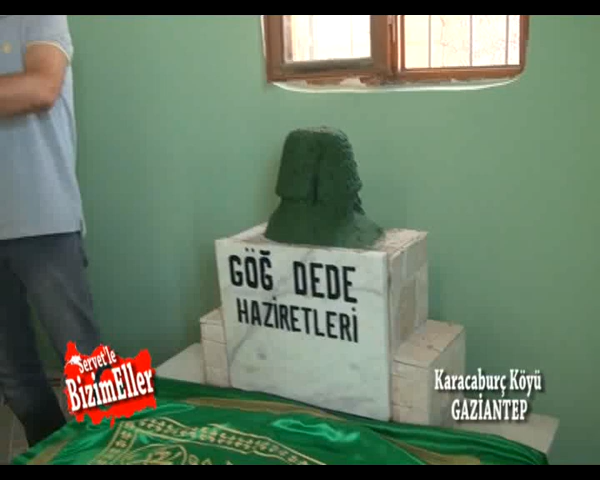 GÖĞ DEDE
HAZİRETLERİ
Servet'le
BizimEller
Karacaburç Köyü
GAZİANTEP